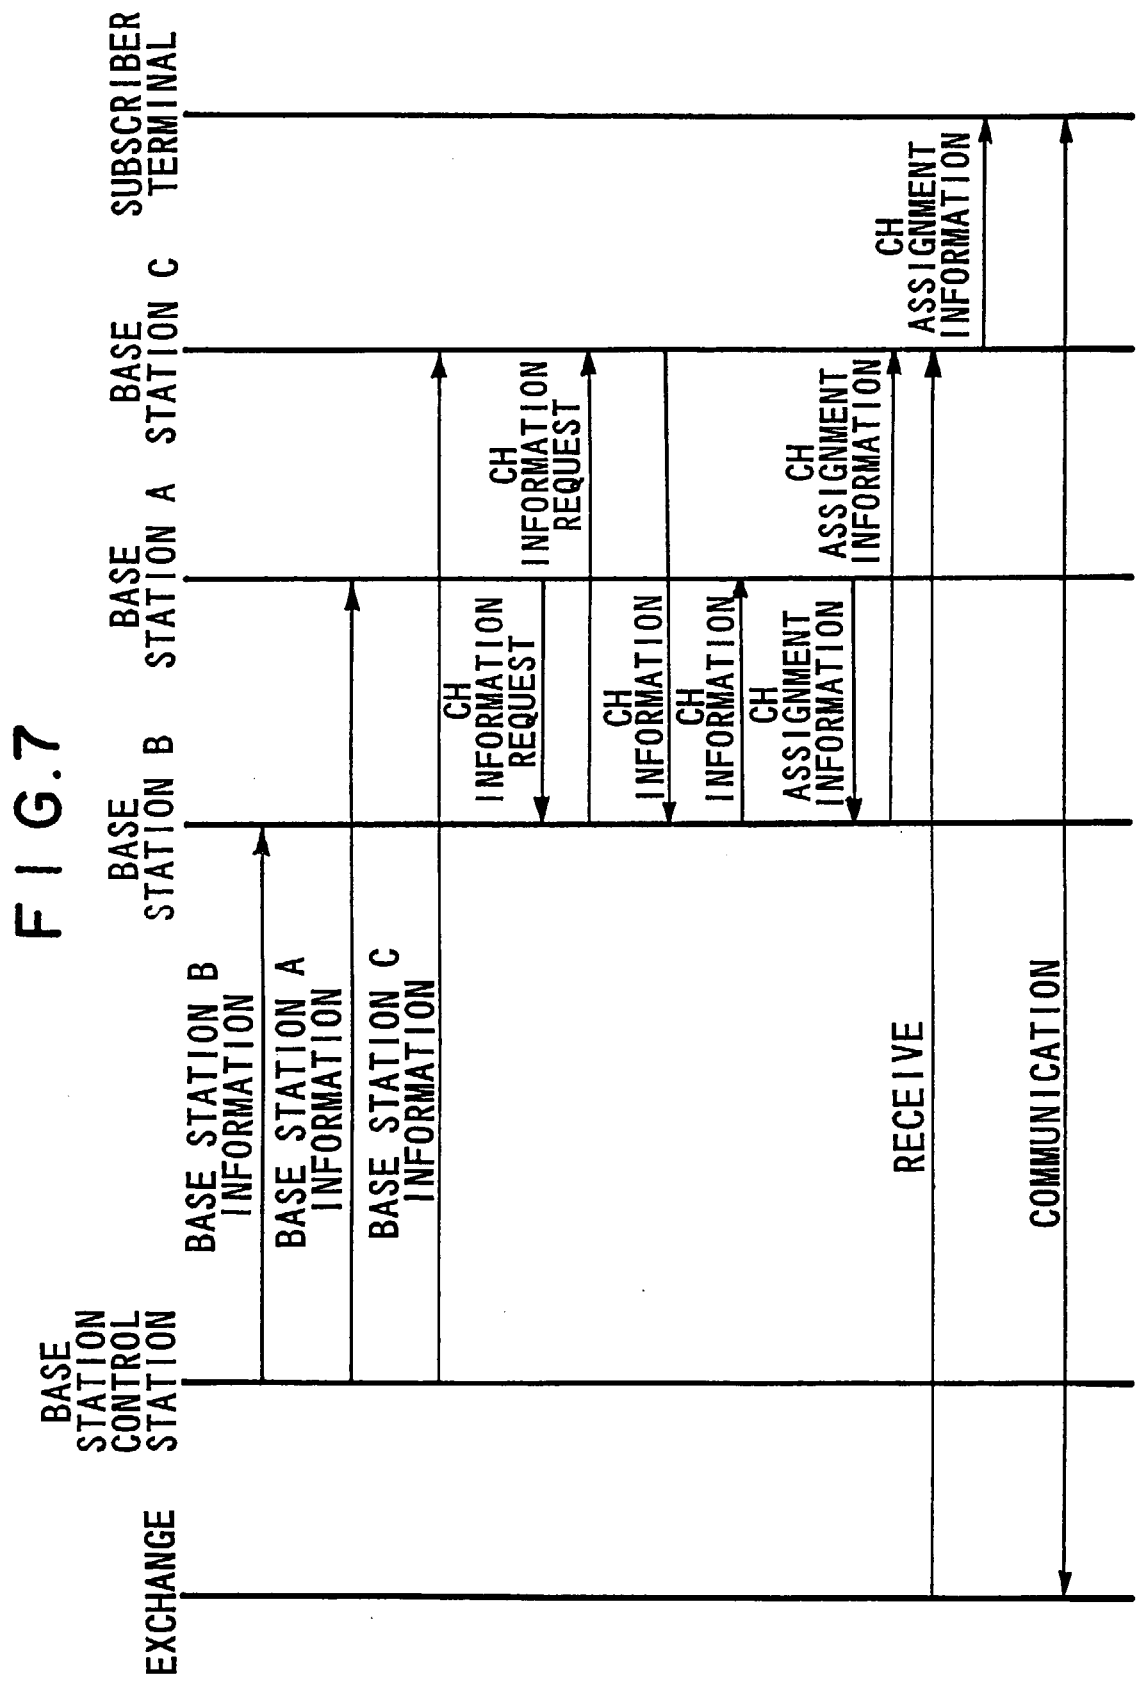 FIG.7
EXCHANGE
BASE
STATION
CONTROL
STATION
BASE
STATION B
BASE
STATION A
BASE
STATION C
SUBSCRIBER
TERMINAL
BASE STATION B
INFORMATION
BASE STATION A
INFORMATION
BASE STATION C
INFORMATION
CH
INFORMATION
REQUEST
CH
INFORMATION
REQUEST
CH
INFORMATION
CH
INFORMATION
CH
ASSIGNMENT
INFORMATION
CH
ASSIGNMENT
INFORMATION
RECEIVE
CH
ASSIGNMENT
INFORMATION
COMMUNICATION